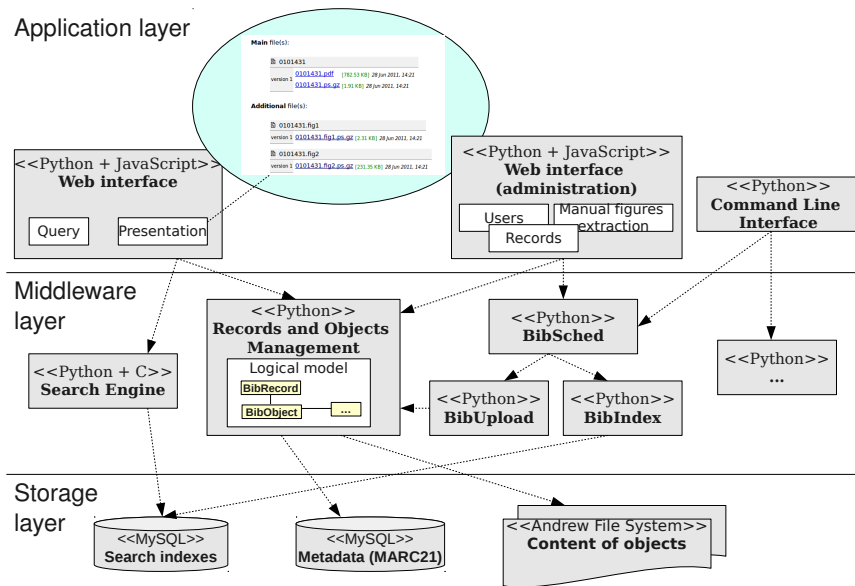 Application layer
Main file(s):
0101431
version 1
0101431.pdf [782.53 KB] 28 Jun 2011, 14:21
0101431.ps.gz [1.91 KB] 28 Jun 2011, 14:21
Additional file(s):
0101431.fig1
version 1 0101431.fig1.ps.gz [2.31 KB] 28 Jun 2011, 14:21
0101431.fig2
version 1 0101431.fig2.ps.gz [231.35 KB] 28 Jun 2011, 14:21
<<Python + JavaScript>>
Web interface
Query
Presentation
<<Python + JavaScript>>
Web interface
(administration)
Users
Manual figures
extraction
Records
<<Python>>
Command Line
Interface
Middleware
layer
<<Python + C>>
Search Engine
<<Python>>
Records and Objects
Management
Logical model
BibRecord
BibObject
...
<<Python>>
BibSched
<<Python>>
BibUpload
<<Python>>
BibIndex
<<Python>>
...
Storage
layer
<<MySQL>>
Search indexes
<<MySQL>>
Metadata (MARC21)
<<Andrew File System>>
Content of objects